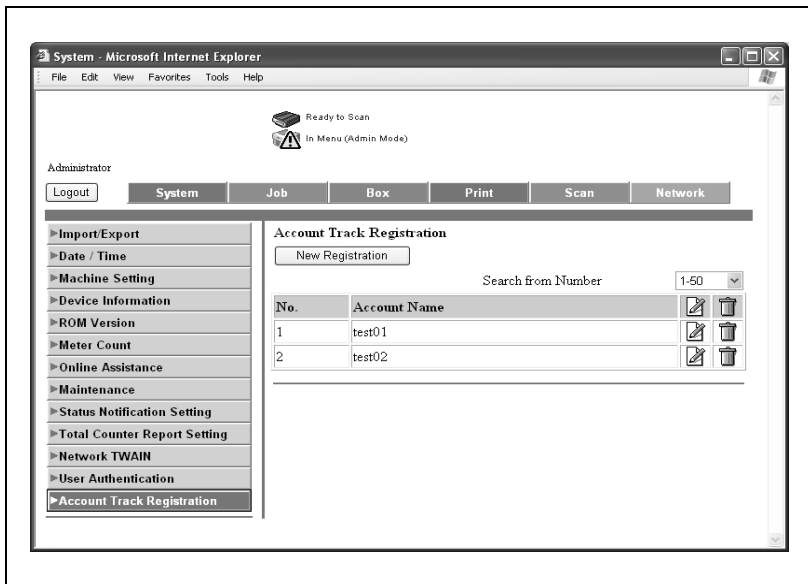 System - Microsoft Internet Explorer
File Edit View Favorites Tools Help
Ready to Scan
In Menu (Admin Mode)
Administrator
Logout System Job Box Print Scan Network
Import/Export
Date / Time
Machine Setting
Device Information
ROM Version
Meter Count
Online Assistance
Maintenance
Status Notification Setting
Total Counter Report Setting
Network TWAIN
User Authentication
Account Track Registration
Account Track Registration
New Registration
Search from Number 1-50
No. Account Name
1 test01
2 test02